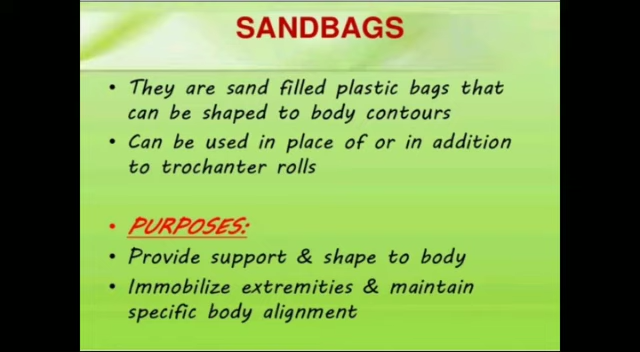 SANDBAGS
• They are sand filled plastic bags that
can be shaped to body contours
• Can be used in place of or in addition
to trochanter rolls
• PURPOSES:
• Provide support & shape to body
• Immobilize extremities & maintain
specific body alignment